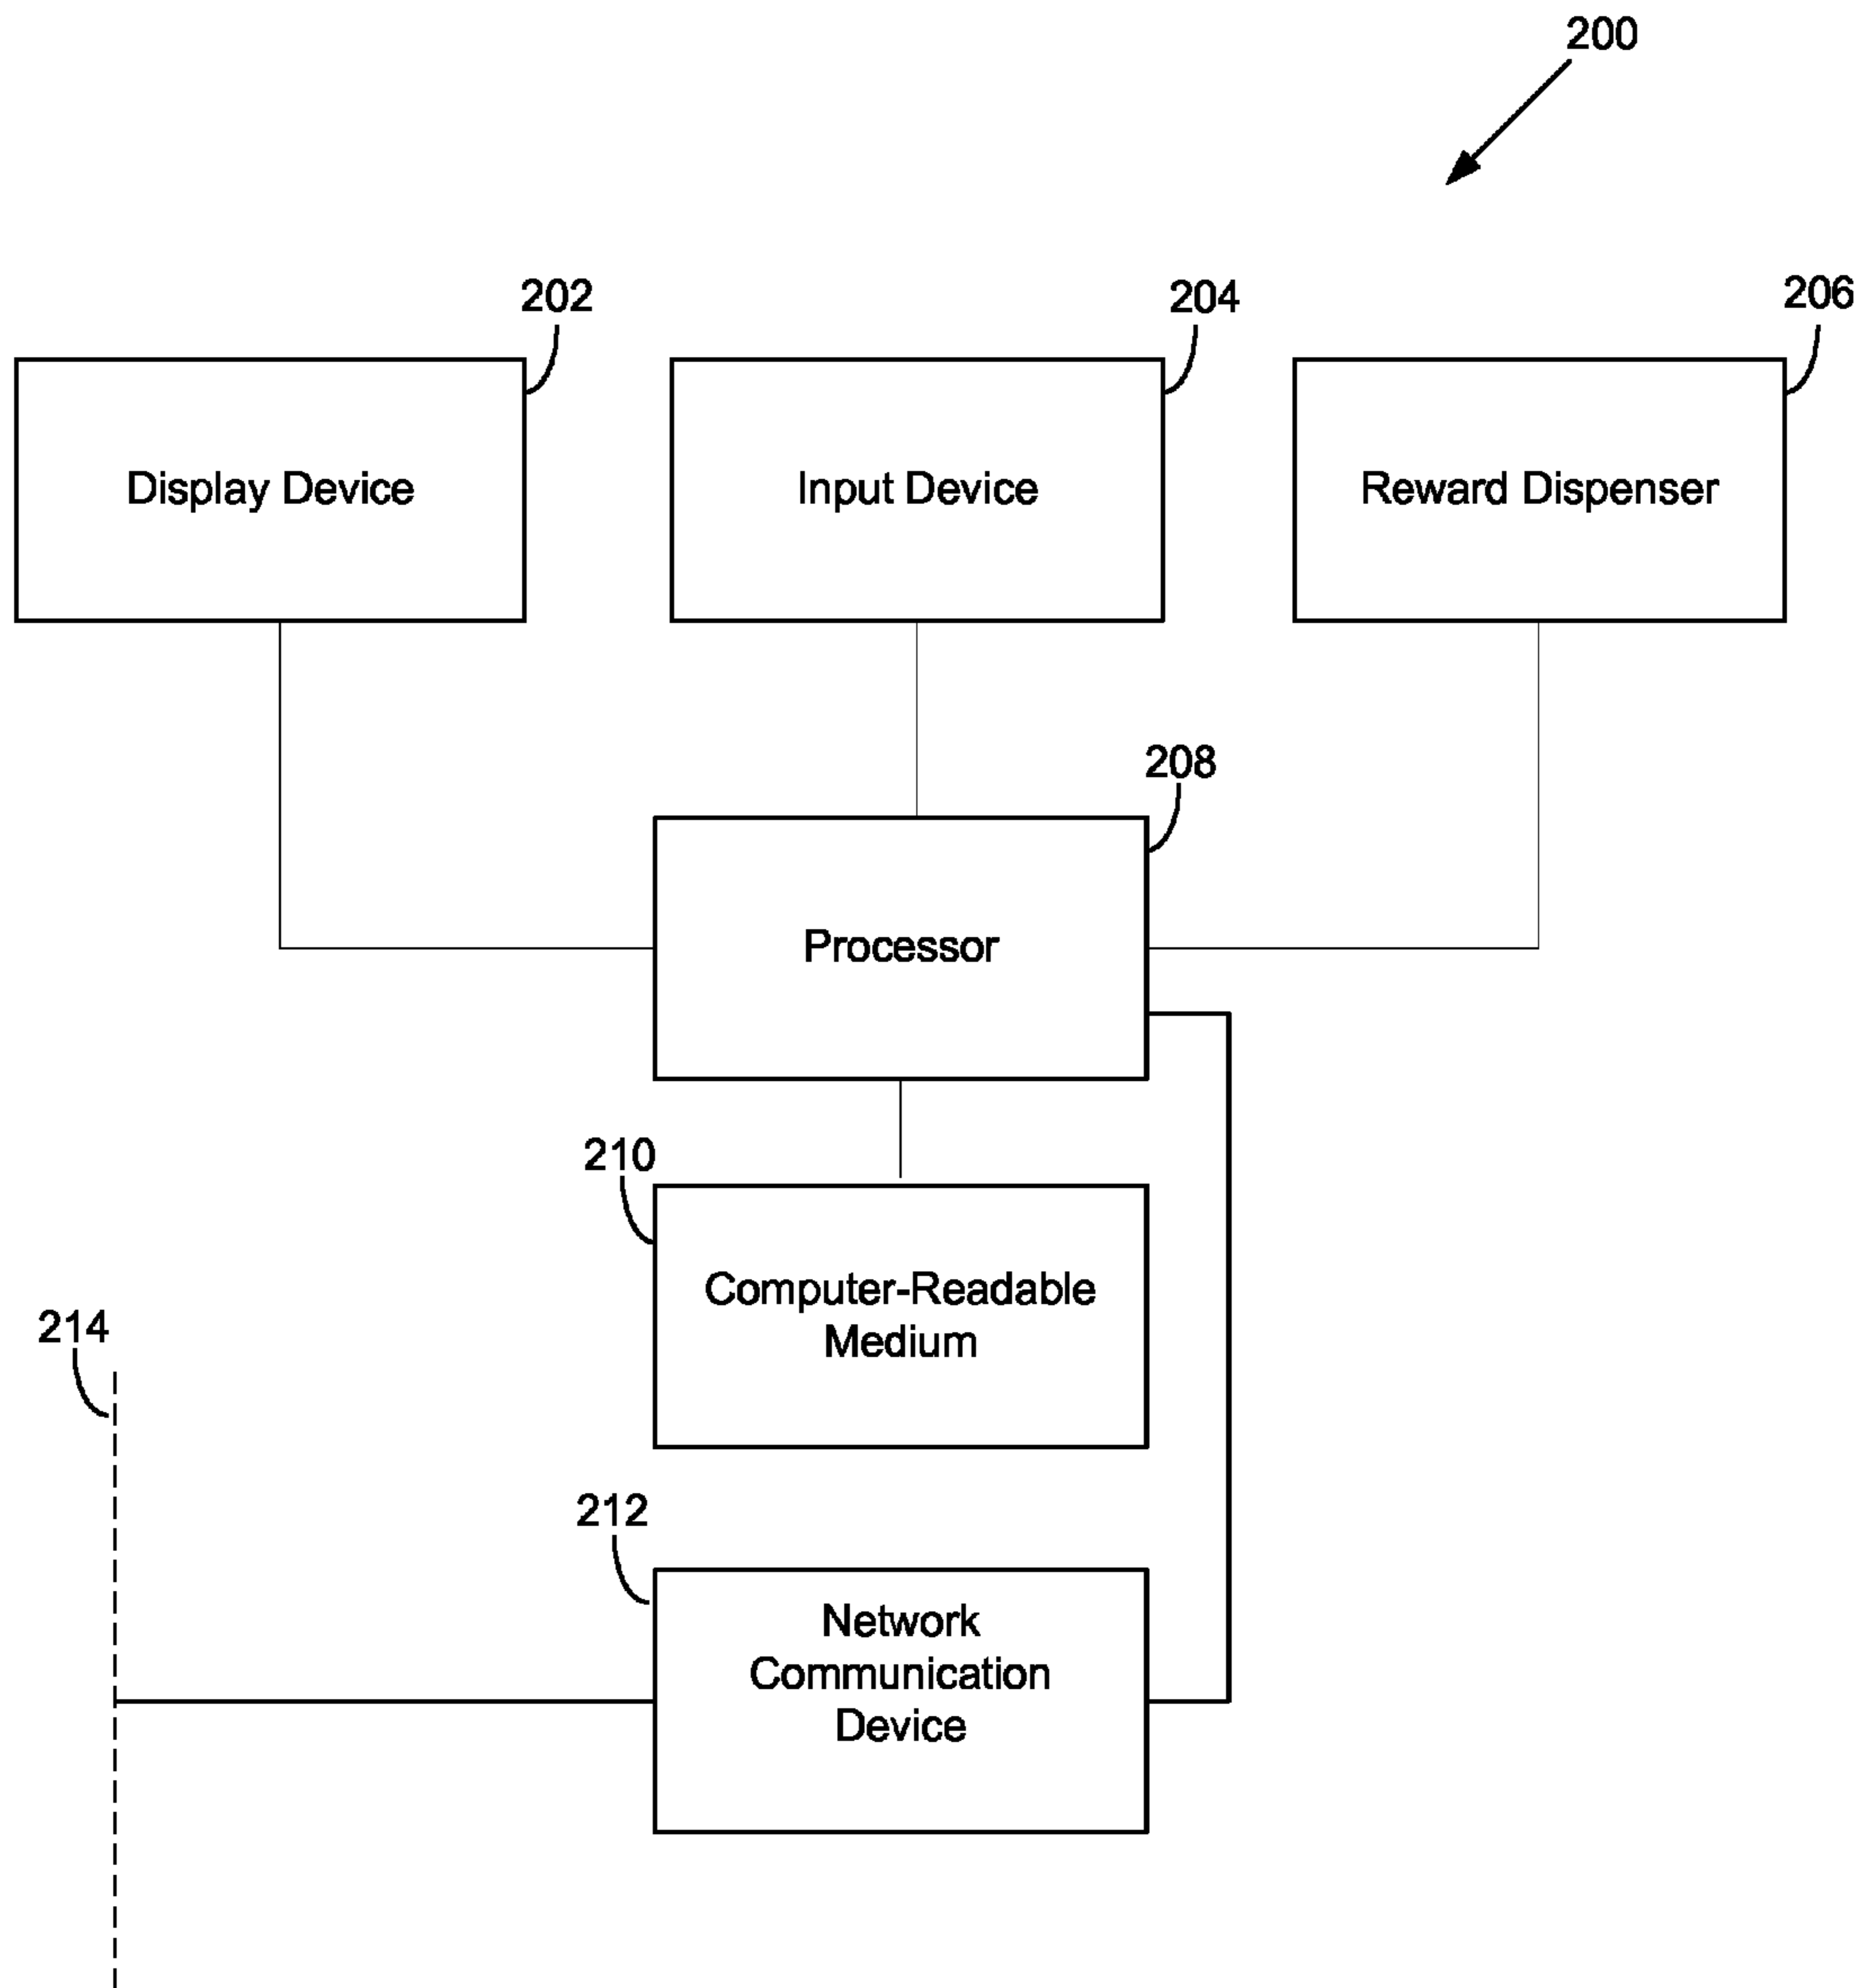 200
202
204
206
Display Device
Input Device
Reward Dispenser
208
Processor
210
Computer-Readable
Medium
214
212
Network
Communication
Device